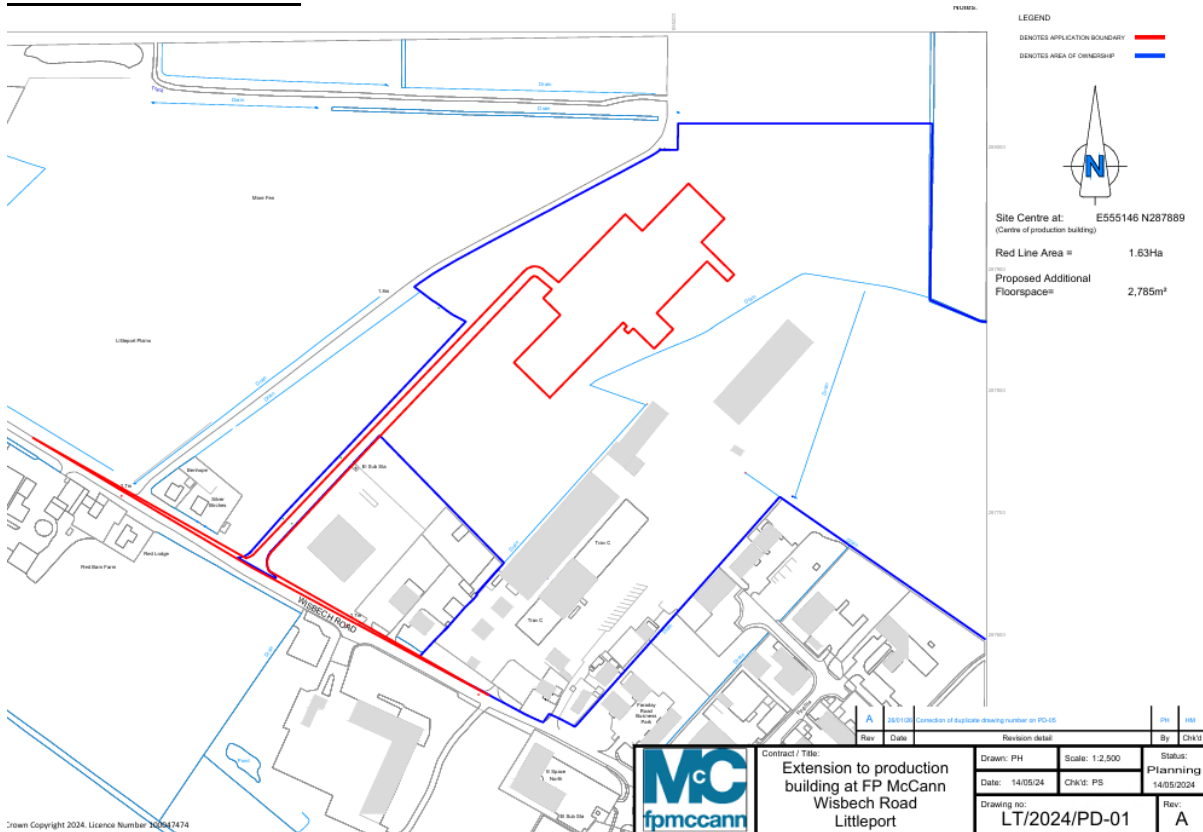 LEGEND
DENOTES APPLICATION BOUNDARY
DENOTES AREA OF OWNERSHIP
N
Site Centre at: E555146 N287889
(Centre of production building)
Red Line Area = 1.63Ha
Proposed Additional
Floorspace= 2,785m²
Drain
Drain
Drain
Mow Fen
Littleport Plains
Drain
Drain
Drain
Drain
Drain
El Sub Sta
Benhope
Silver
Birches
Red Lodge
Red Barn Farm
WISBECH ROAD
Tran C
Tran C
Drain
Drain
Faraday
Road
Business
Park
E Space
North
El Sub Sta
Pond
Crown Copyright 2024. Licence Number 100047474
A Correction of duplicate drawing number on PD-05 PH HM
Rev Date Revision detail By Chk'd
McC
fpmccann
Contract / Title:
Extension to production
building at FP McCann
Wisbech Road
Littleport
Drawn: PH
Scale: 1:2,500
Status:
Planning
14/05/2024
Date: 14/05/24
Chk'd: PS
Drawing no:
LT/2024/PD-01
Rev:
A